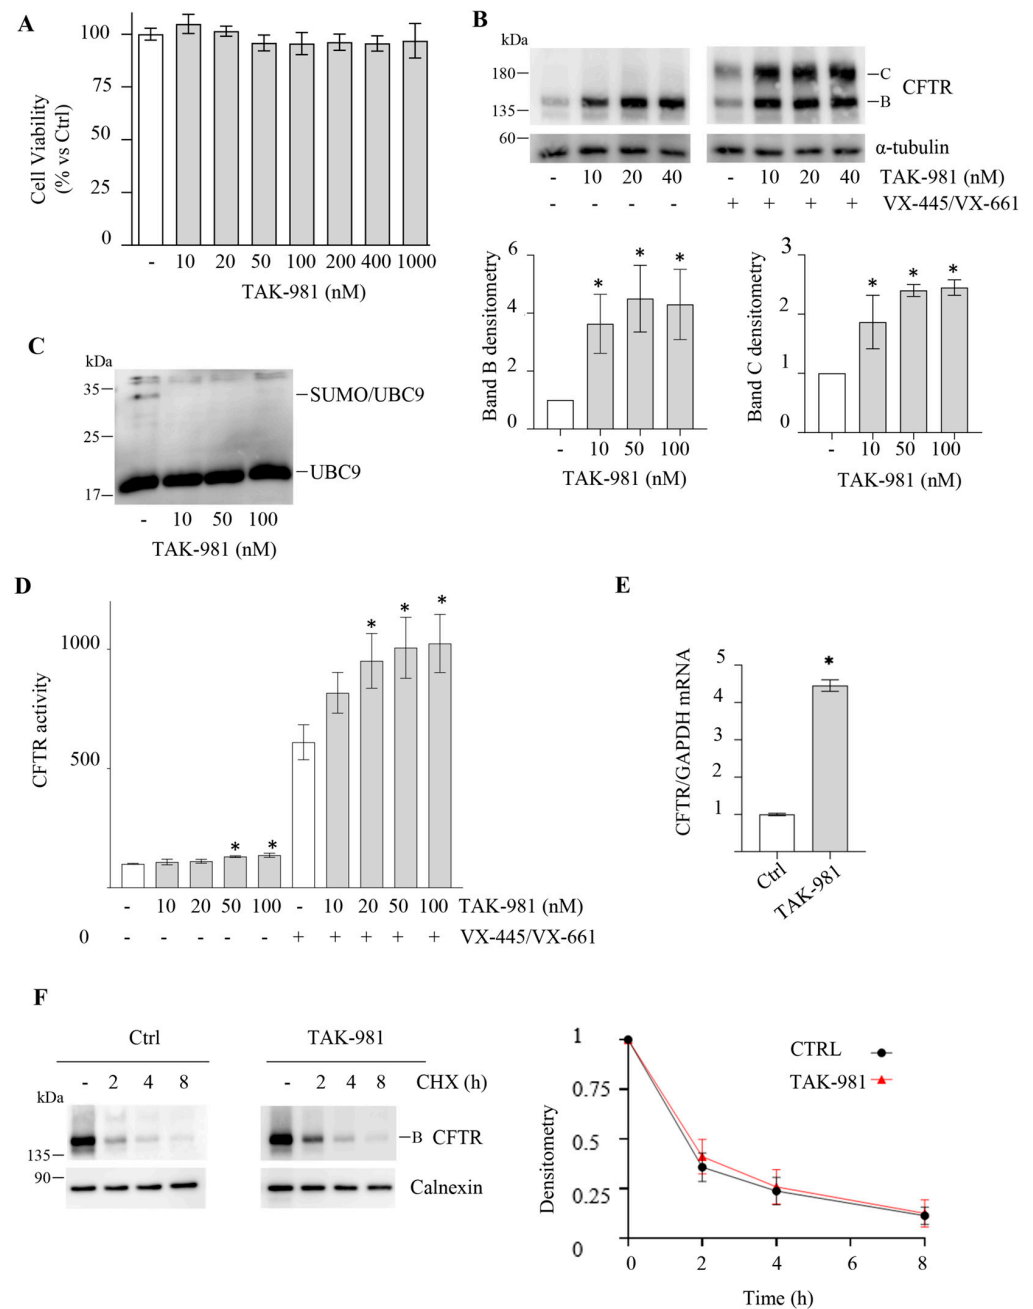 A
100
75
50
25
0
Cell Viability
(% vs Ctrl)
- 10 20 50 100 200 400 1000
TAK-981 (nM)
B
kDa
180
135
60
C
B
CFTR
α-tubulin
- 10 20 40 - 10 20 40 TAK-981 (nM)
- - - - + + + + VX-445/VX-661
6
4
2
0
Band B densitometry
* * *
- 10 50 100
TAK-981 (nM)
3
2
1
0
Band C densitometry
* * *
- 10 50 100
TAK-981 (nM)
C
kDa
35
25
17
SUMO/UBC9
UBC9
- 10 50 100
TAK-981 (nM)
D
1000
500
0
CFTR activity
* * * * *
- 10 20 50 100 - 10 20 50 100 TAK-981 (nM)
- - - - - + + + + + VX-445/VX-661
E
5
4
3
2
1
CFTR/GAPDH mRNA
*
Ctrl
TAK-981
F
Ctrl
TAK-981
- 2 4 8 - 2 4 8 CHX (h)
kDa
135
90
B CFTR
Calnexin
1
0.75
0.5
0.25
0
Densitometry
CTRL
TAK-981
0 2 4 6 8
Time (h)